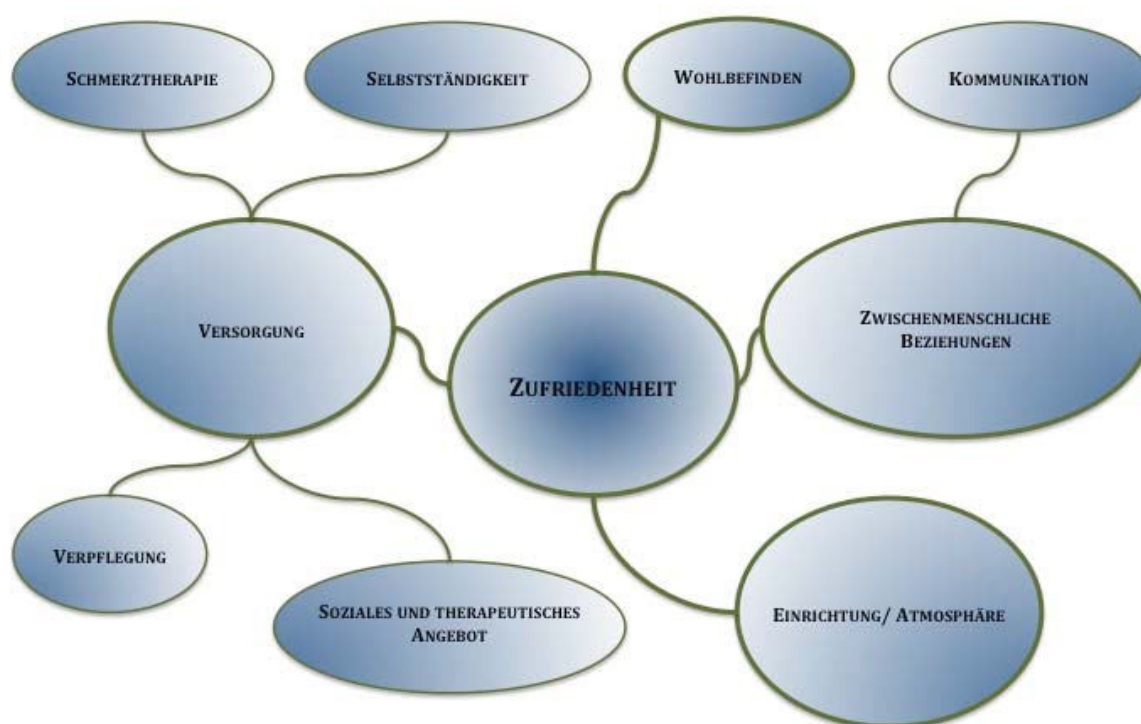 Schmerztherapie
Selbstständigkeit
Wohlbefinden
Kommunikation
Versorgung
Zwischenmenschliche
Beziehungen
Zufriedenheit
Verpflegung
Soziales und therapeutisches
Angebot
Einrichtung/ Atmosphäre